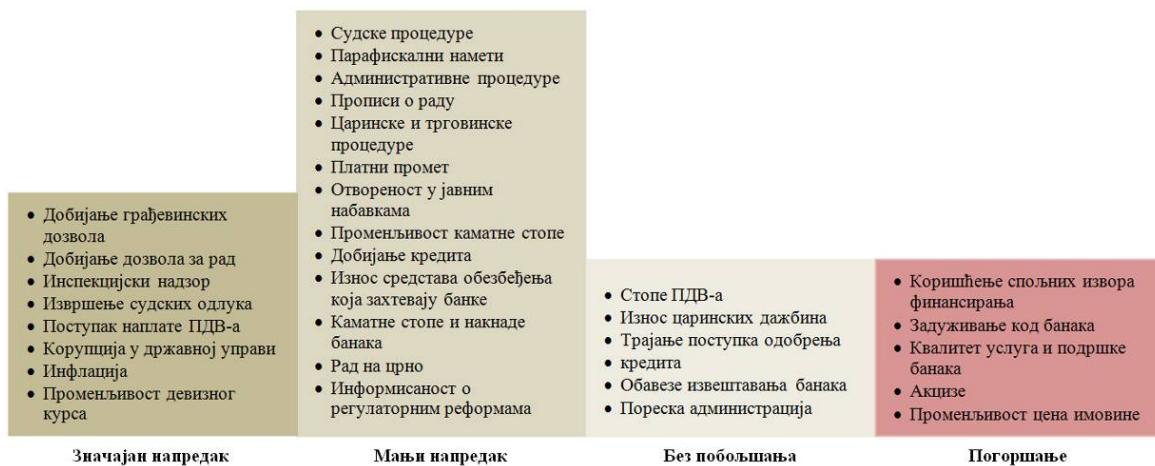 • Добијање грађевинских
дозвола
• Добијање дозвола за рад
• Инспекцијски надзор
• Извршење судских одлука
• Поступак наплате ПДВ-а
• Корупција у државној управи
• Инфлација
• Променљивост девизног
курса
Значајан напредак
• Судске процедуре
• Парафискални намети
• Административне процедуре
• Прописи о раду
• Царинске и трговинске
процедуре
• Платни промет
• Отвореност у јавним
набавкама
• Променљивост каматне стопе
• Добијање кредита
• Износ средстава обезбеђења
која захтевају банке
• Каматне стопе и накнаде
банака
• Рад на црно
• Информисаност о
регулаторним реформама
Мањи напредак
• Стопе ПДВ-а
• Износ царинских дажбина
• Трајање поступка одобрења
• кредита
• Обавезе извештавања банака
• Пореска администрација
Без побољшања
• Коришћење спољних извора
финансирања
• Задуживање код банака
• Квалитет услуга и подршке
банака
• Акцизе
• Променљивост цена имовине
Погоршање